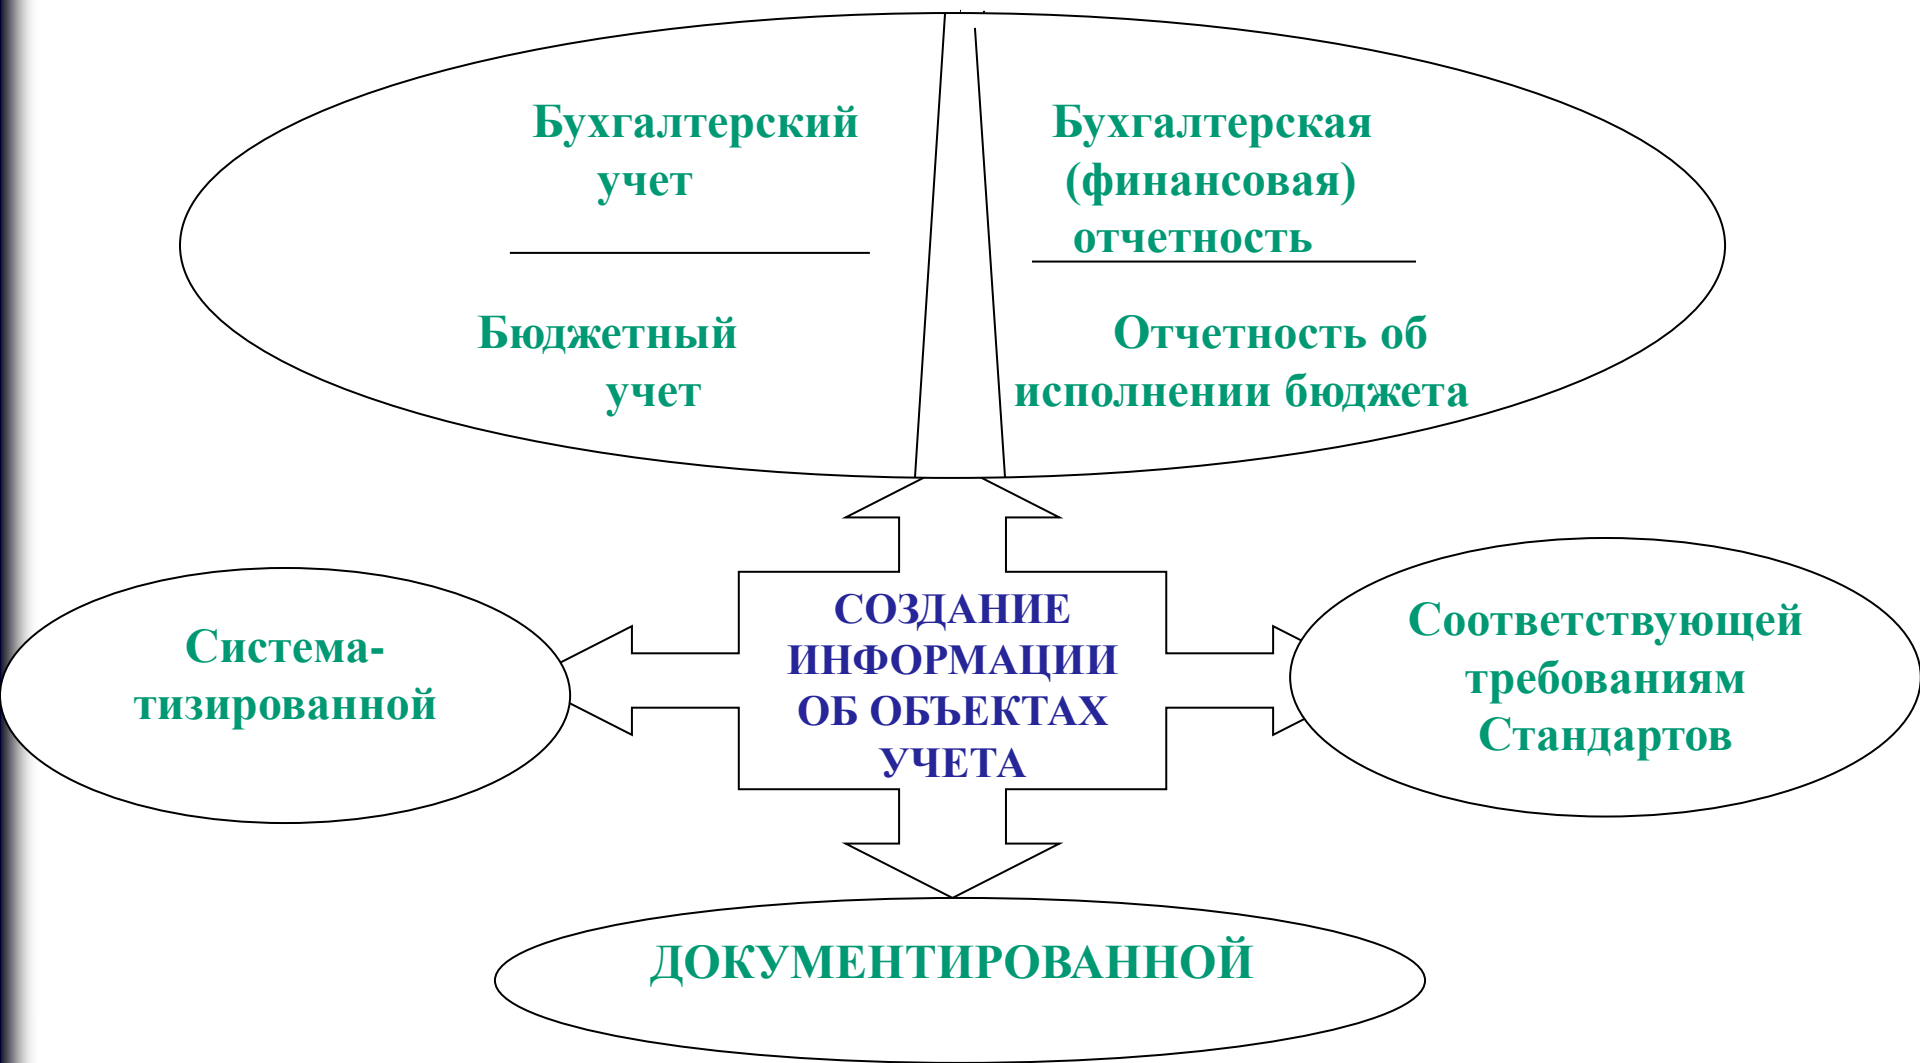 Бухгалтерский
учет
Бюджетный
учет
Бухгалтерская
(финансовая)
отчетность
Отчетность об
исполнении бюджета
СОЗДАНИЕ
ИНФОРМАЦИИ
ОБ ОБЪЕКТАХ
УЧЕТА
Система-
тизированной
Соответствующей
требованиям
Стандартов
ДОКУМЕНТИРОВАННОЙ